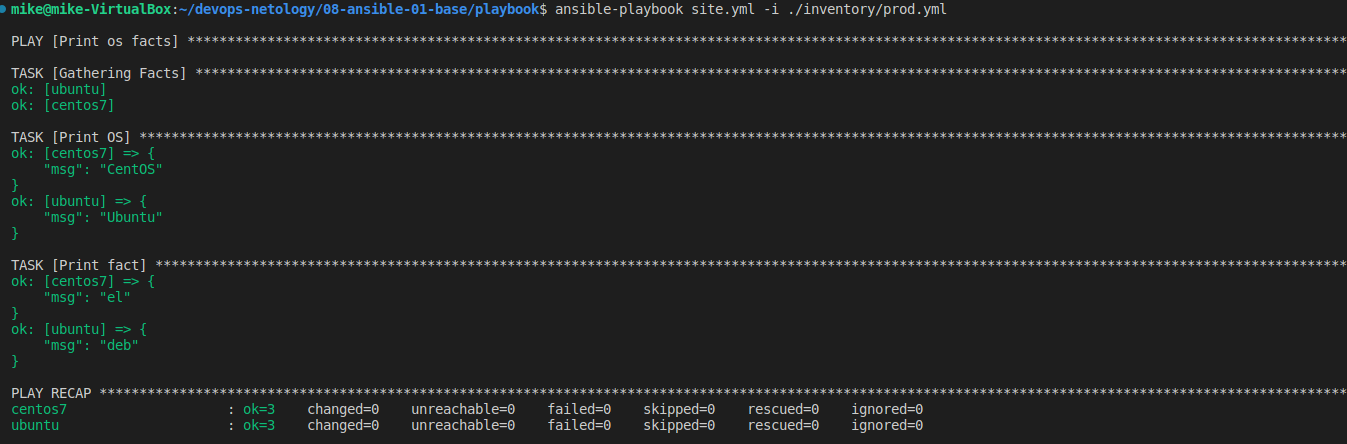 mike@mike-VirtualBox:~/devops-netology/08-ansible-01-base/playbook$ ansible-playbook site.yml -i ./inventory/prod.yml
PLAY [Print os facts] ****************************************************************************************************************************************************
TASK [Gathering Facts] ***************************************************************************************************************************************************
ok: [ubuntu]
ok: [centos7]
TASK [Print OS] **********************************************************************************************************************************************************
ok: [centos7] => {
    "msg": "CentOS"
}
ok: [ubuntu] => {
    "msg": "Ubuntu"
}
TASK [Print fact] ********************************************************************************************************************************************************
ok: [centos7] => {
    "msg": "el"
}
ok: [ubuntu] => {
    "msg": "deb"
}
PLAY RECAP ***************************************************************************************************************************************************************
centos7                    : ok=3    changed=0    unreachable=0    failed=0    skipped=0    rescued=0    ignored=0
ubuntu                     : ok=3    changed=0    unreachable=0    failed=0    skipped=0    rescued=0    ignored=0